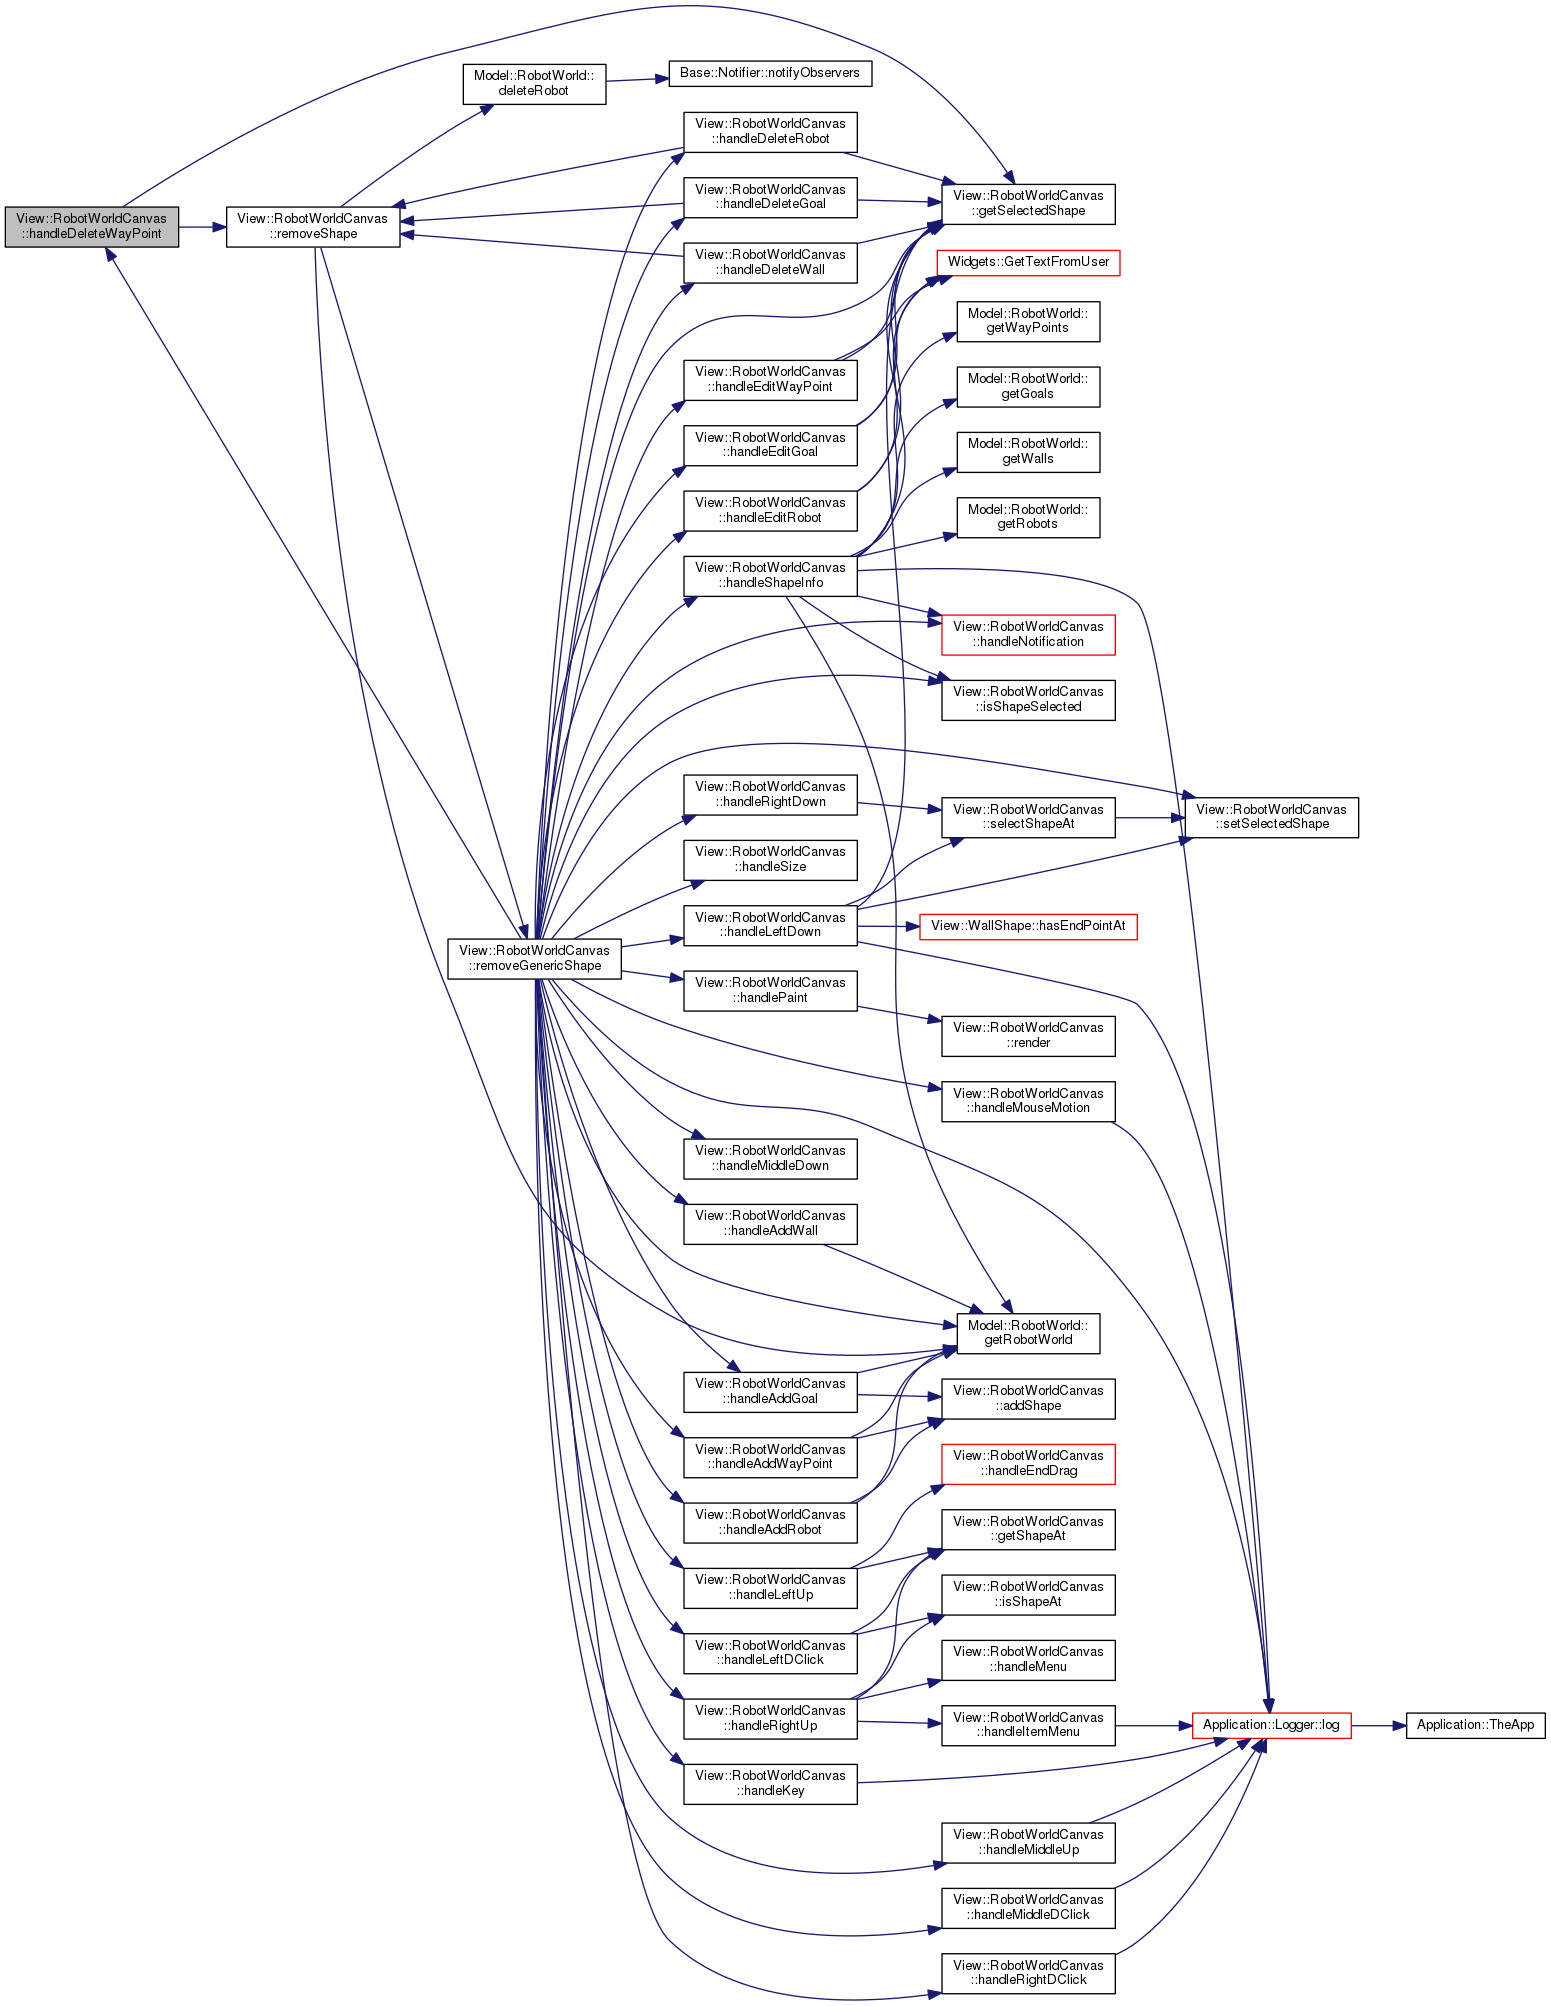 View::RobotWorldCanvas
::handleDeleteWayPoint
View::RobotWorldCanvas
::removeShape
Model::RobotWorld::
deleteRobot
Base::Notifier::notifyObservers
View::RobotWorldCanvas
::removeGenericShape
View::RobotWorldCanvas
::handleDeleteRobot
View::RobotWorldCanvas
::handleDeleteGoal
View::RobotWorldCanvas
::handleDeleteWall
View::RobotWorldCanvas
::handleEditWayPoint
View::RobotWorldCanvas
::handleEditGoal
View::RobotWorldCanvas
::handleEditRobot
View::RobotWorldCanvas
::handleShapeInfo
View::RobotWorldCanvas
::handleRightDown
View::RobotWorldCanvas
::handleSize
View::RobotWorldCanvas
::handleLeftDown
View::RobotWorldCanvas
::handlePaint
View::RobotWorldCanvas
::handleMiddleDown
View::RobotWorldCanvas
::handleAddWall
View::RobotWorldCanvas
::handleAddGoal
View::RobotWorldCanvas
::handleAddWayPoint
View::RobotWorldCanvas
::handleAddRobot
View::RobotWorldCanvas
::handleLeftUp
View::RobotWorldCanvas
::handleLeftDClick
View::RobotWorldCanvas
::handleRightUp
View::RobotWorldCanvas
::handleKey
View::RobotWorldCanvas
::getSelectedShape
Widgets::GetTextFromUser
Model::RobotWorld::
getWayPoints
Model::RobotWorld::
getGoals
Model::RobotWorld::
getWalls
Model::RobotWorld::
getRobots
View::RobotWorldCanvas
::handleNotification
View::RobotWorldCanvas
::isShapeSelected
View::RobotWorldCanvas
::selectShapeAt
View::RobotWorldCanvas
::setSelectedShape
View::WallShape::hasEndPointAt
View::RobotWorldCanvas
::render
View::RobotWorldCanvas
::handleMouseMotion
Model::RobotWorld::
getRobotWorld
View::RobotWorldCanvas
::addShape
View::RobotWorldCanvas
::handleEndDrag
View::RobotWorldCanvas
::getShapeAt
View::RobotWorldCanvas
::isShapeAt
View::RobotWorldCanvas
::handleMenu
View::RobotWorldCanvas
::handleItemMenu
Application::Logger::log
Application::TheApp
View::RobotWorldCanvas
::handleMiddleUp
View::RobotWorldCanvas
::handleMiddleDClick
View::RobotWorldCanvas
::handleRightDClick